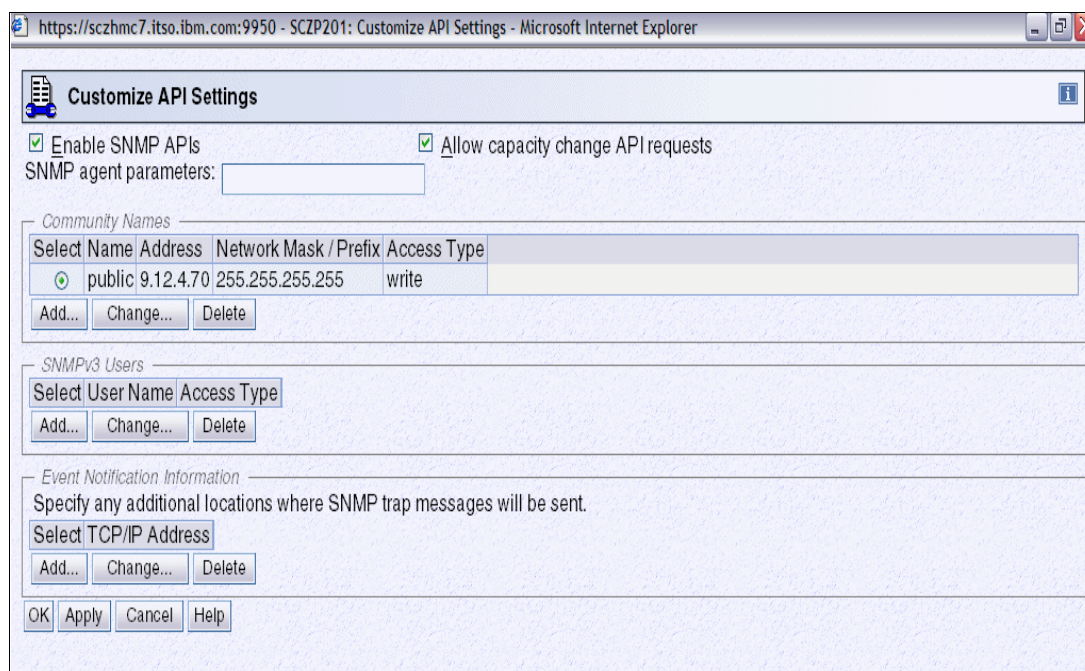 https://sczhmc7.itso.ibm.com:9950 - SCZP201: Customize API Settings - Microsoft Internet Explorer
Customize API Settings
Enable SNMP APIs Allow capacity change API requests
SNMP agent parameters:
Community Names
Select Name Address Network Mask / Prefix Access Type
public 9.12.4.70 255.255.255.255 write
Add... Change... Delete
SNMPv3 Users
Select User Name Access Type
Add... Change... Delete
Event Notification Information
Specify any additional locations where SNMP trap messages will be sent.
Select TCP/IP Address
Add... Change... Delete
OK Apply Cancel Help